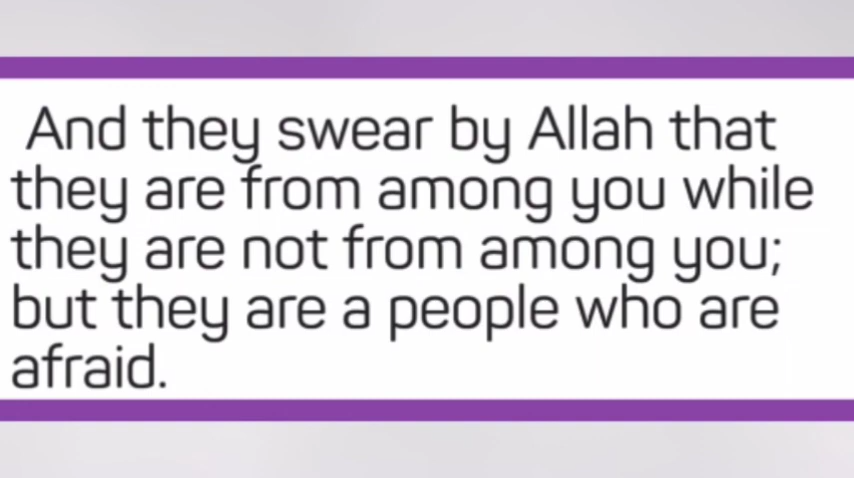 And they swear by Allah that
they are from among you while
they are not from among you;
but they are a people who are
afraid.